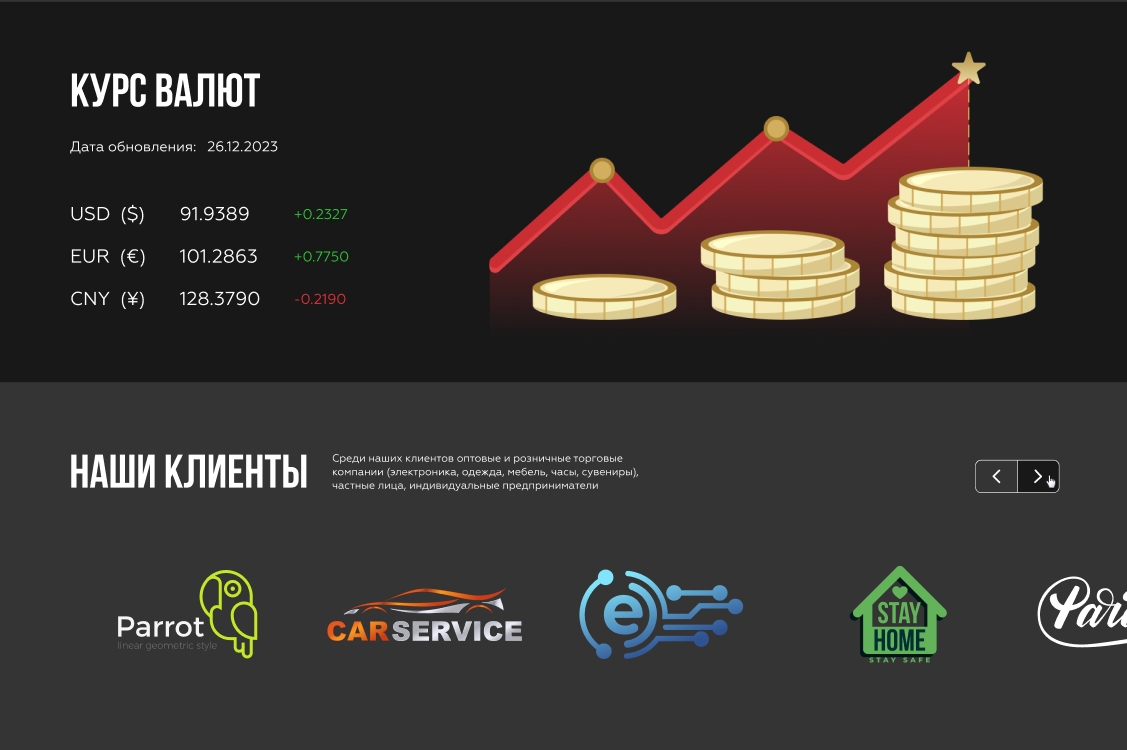 КУРС ВАЛЮТ
Дата обновления: 26.12.2023
USD ($) 91.9389 +0.2327
EUR (€) 101.2863 +0.7750
CNY (¥) 128.3790 -0.2190
НАШИ КЛИЕНТЫ
Среди наших клиентов оптовые и розничные торговые
компании (электроника, одежда, мебель, часы, сувениры),
частные лица, индивидуальные предприниматели
Parrot
linear geometric style
CARSERVICE
e
STAY
HOME
STAY SAFE